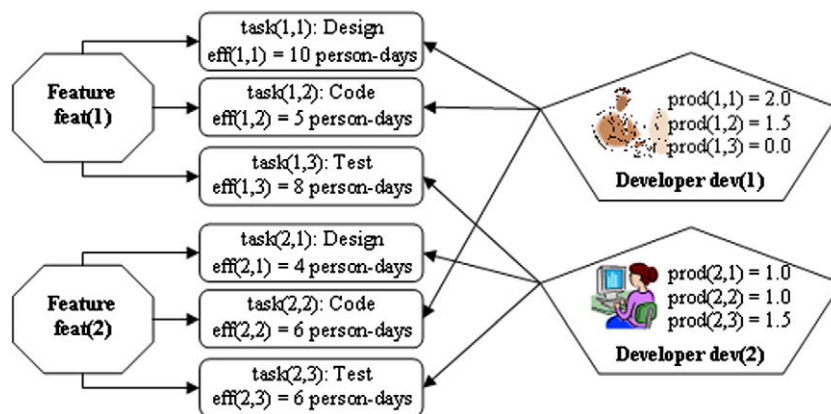 task(1,1): Design
eff(1,1) = 10 person-days
Feature
feat(1)
task(1,2): Code
eff(1,2) = 5 person-days
task(1,3): Test
eff(1,3) = 8 person-days
prod(1,1) = 2.0
prod(1,2) = 1.5
prod(1,3) = 0.0
Developer dev(1)
task(2,1): Design
eff(2,1) = 4 person-days
Feature
feat(2)
task(2,2): Code
eff(2,2) = 6 person-days
task(2,3): Test
eff(2,3) = 6 person-days
prod(2,1) = 1.0
prod(2,2) = 1.0
prod(2,3) = 1.5
Developer dev(2)